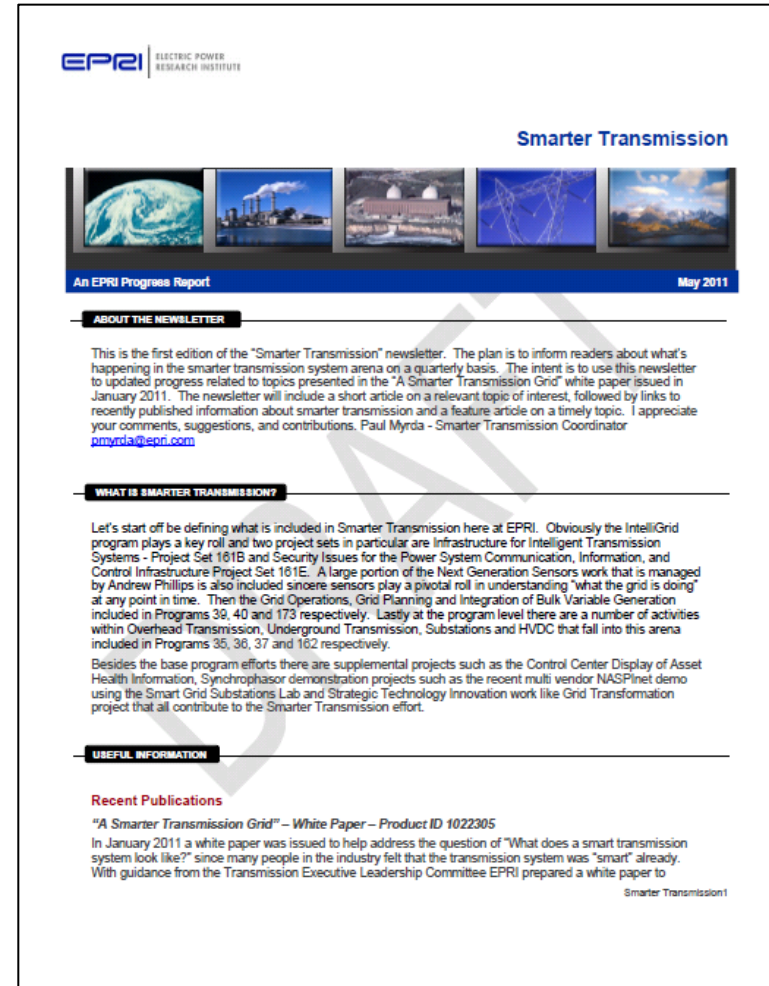 EPRI ELECTRIC POWER
RESEARCH INSTITUTE
Smarter Transmission
An EPRI Progress Report May 2011
ABOUT THE NEWSLETTER
This is the first edition of the “Smarter Transmission” newsletter. The plan is to inform readers about what’s
happening in the smarter transmission system arena on a quarterly basis. The intent is to use this newsletter
to updated progress related to topics presented in the “A Smarter Transmission Grid” white paper issued in
January 2011. The newsletter will include a short article on a relevant topic of interest, followed by links to
recently published information about smarter transmission and a feature article on a timely topic. I appreciate
your comments, suggestions, and contributions. Paul Myrda - Smarter Transmission Coordinator
pmyrda@epri.com
WHAT IS SMARTER TRANSMISSION?
Let’s start off be defining what is included in Smarter Transmission here at EPRI. Obviously the IntelliGrid
program plays a key roll and two project sets in particular are Infrastructure for Intelligent Transmission
Systems - Project Set 161B and Security Issues for the Power System Communication, Information, and
Control Infrastructure Project Set 161E. A large portion of the Next Generation Sensors work that is managed
by Andrew Phillips is also included sincere sensors play a pivotal roll in understanding “what the grid is doing”
at any point in time. Then the Grid Operations, Grid Planning and Integration of Bulk Variable Generation
included in Programs 39, 40 and 173 respectively. Lastly at the program level there are a number of activities
within Overhead Transmission, Underground Transmission, Substations and HVDC that fall into this arena
included in Programs 35, 36, 37 and 162 respectively.
Besides the base program efforts there are supplemental projects such as the Control Center Display of Asset
Health Information, Synchrophasor demonstration projects such as the recent multi vendor NASPInet demo
using the Smart Grid Substations Lab and Strategic Technology Innovation work like Grid Transformation
project that all contribute to the Smarter Transmission effort.
DRAFT
USEFUL INFORMATION
Recent Publications
“A Smarter Transmission Grid” – White Paper – Product ID 1022305
In January 2011 a white paper was issued to help address the question of “What does a smart transmission
system look like?” since many people in the industry felt that the transmission system was “smart” already.
With guidance from the Transmission Executive Leadership Committee EPRI prepared a white paper to
Smarter Transmission1